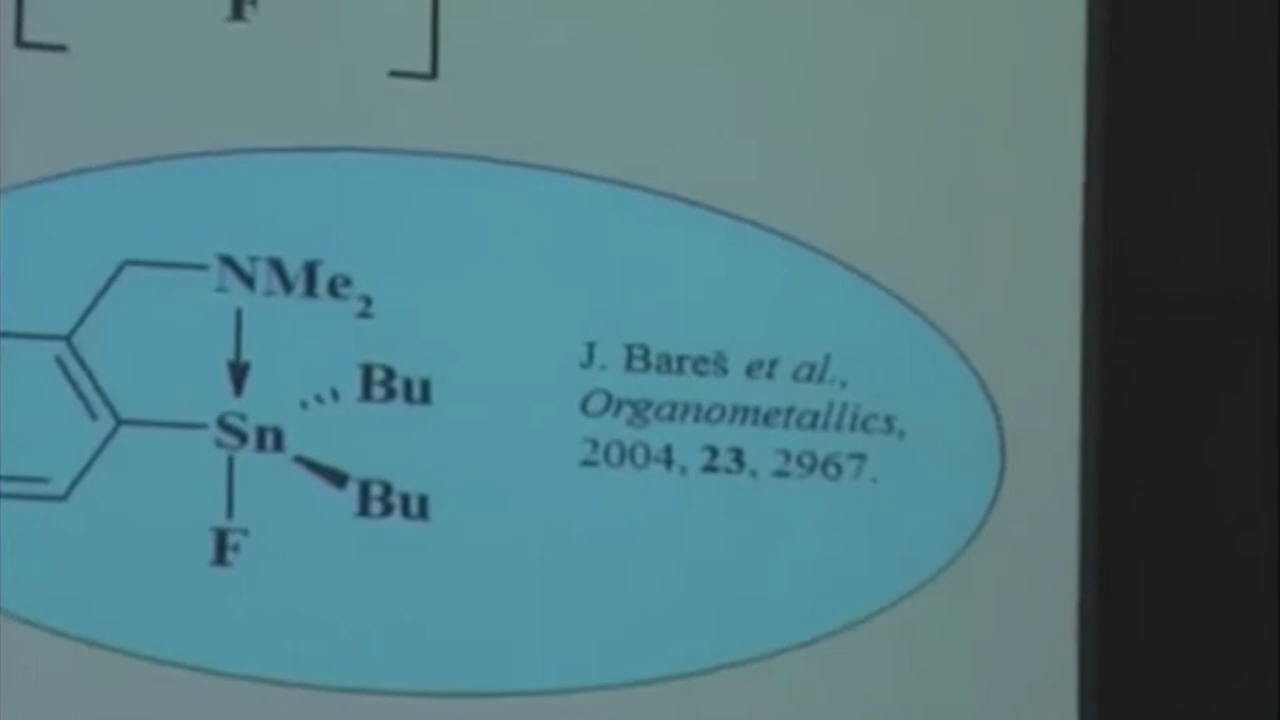 F
NMe2
Bu
Sn
Bu
F
J. Bareš et al.,
Organometallics,
2004, 23, 2967.